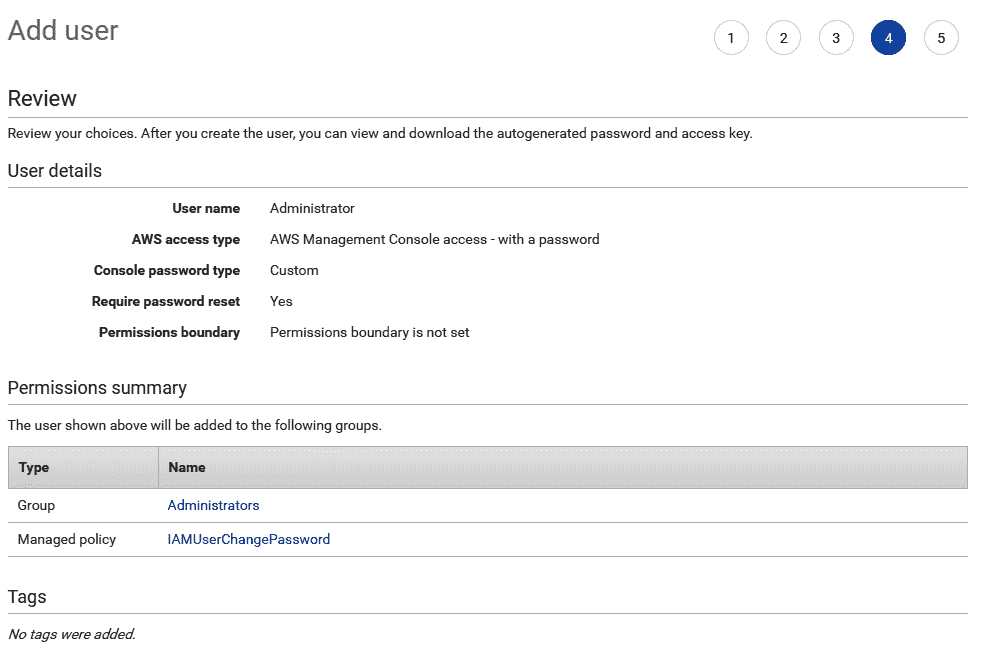 Add user
1 2 3 4 5
Review
Review your choices. After you create the user, you can view and download the autogenerated password and access key.
User details
User name Administrator
AWS access type AWS Management Console access - with a password
Console password type Custom
Require password reset Yes
Permissions boundary Permissions boundary is not set
Permissions summary
The user shown above will be added to the following groups.
Type Name
Group Administrators
Managed policy IAMUserChangePassword
Tags
No tags were added.